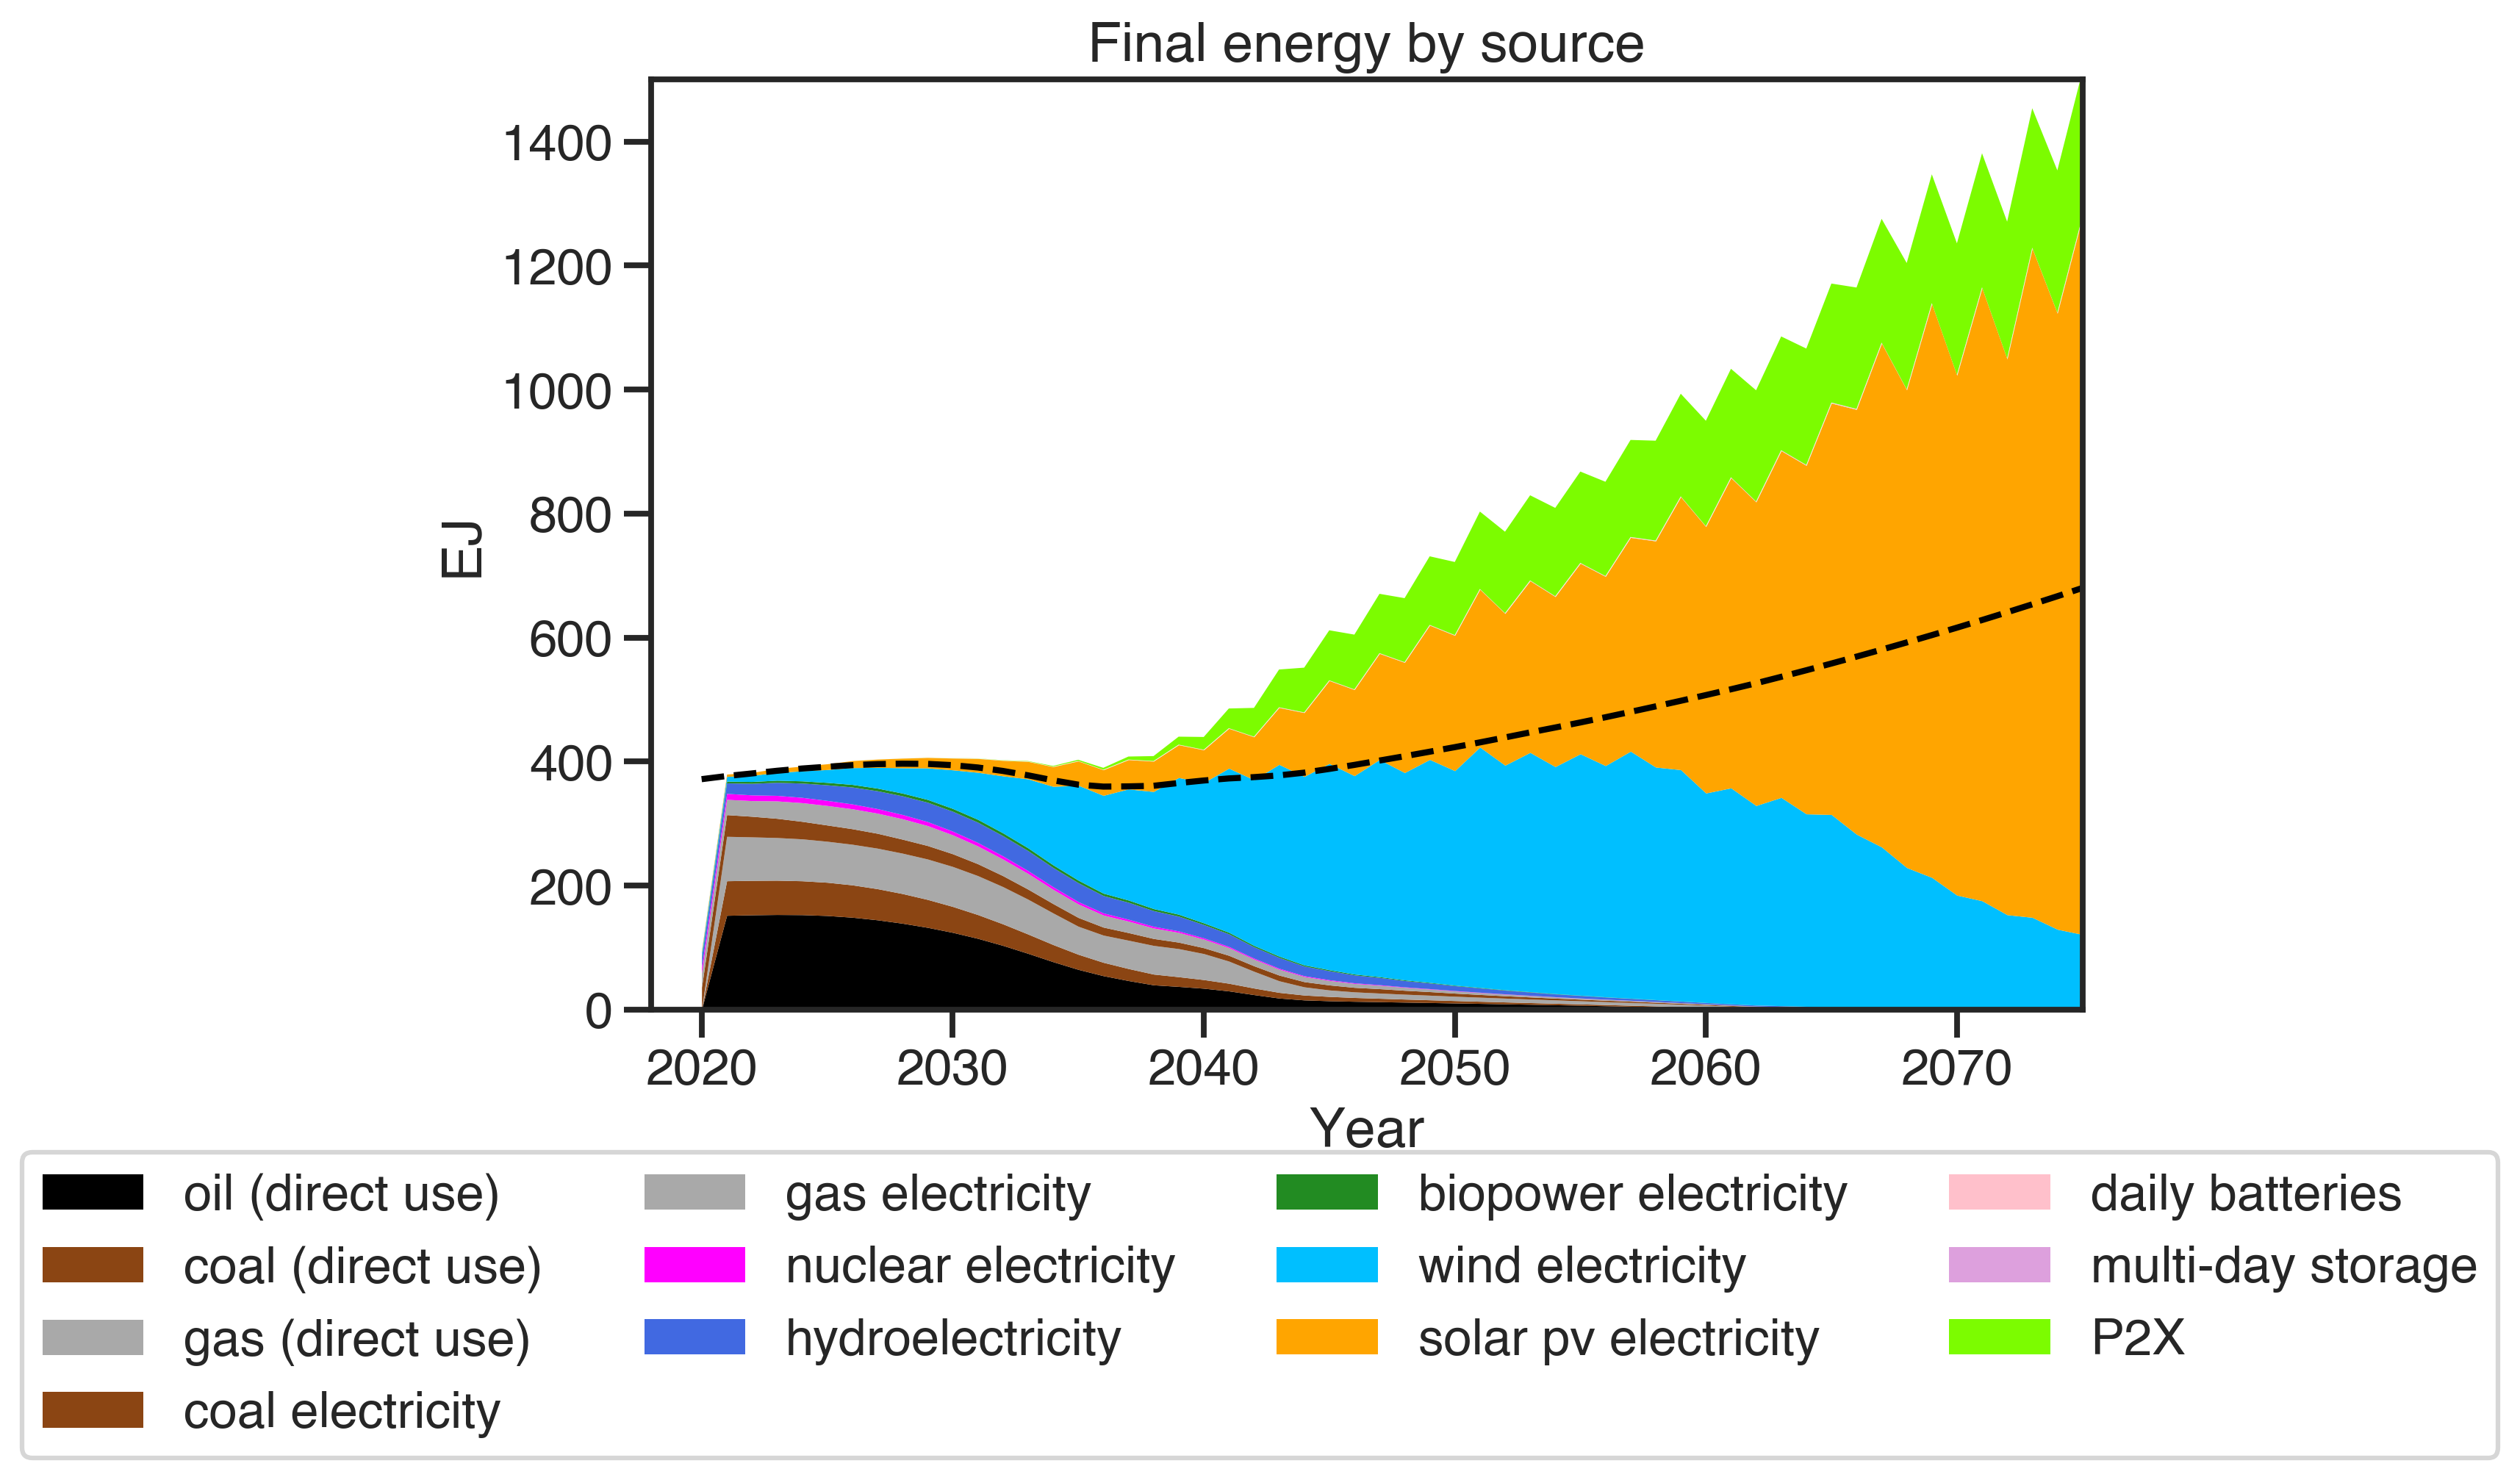 Final energy by source
1400
1200
1000
800
600
400
200
0
EJ
2020 2030 2040 2050 2060 2070
Year
oil (direct use)
coal (direct use)
gas (direct use)
coal electricity
gas electricity
nuclear electricity
hydroelectricity
biopower electricity
wind electricity
solar pv electricity
daily batteries
multi-day storage
P2X